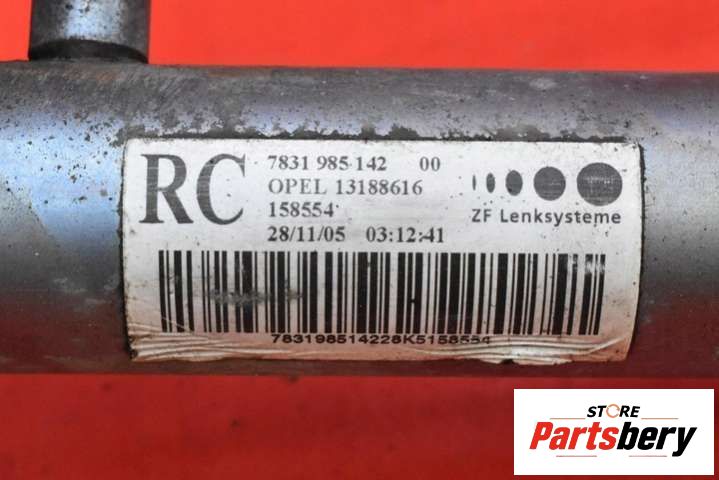 RC
7831 985 142 00
OPEL 13188616
158554
28/11/05 03:12:41
ZF Lenksysteme
783198514228K5158554
STORE
Partsbery